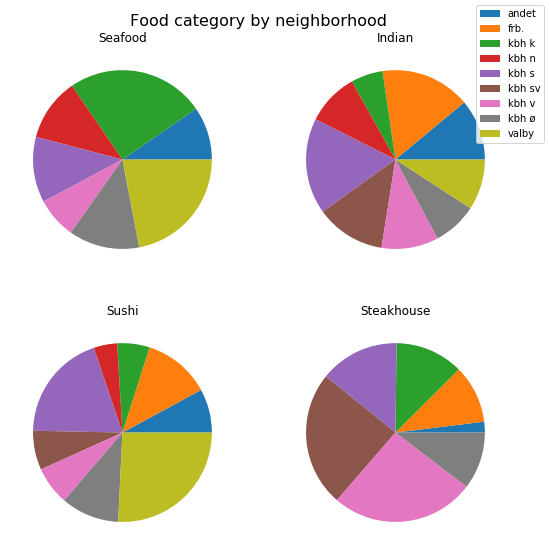 Food category by neighborhood
Seafood
Indian
andet
frb.
kbh k
kbh n
kbh s
kbh sv
kbh v
kbh ø
valby
Sushi
Steakhouse